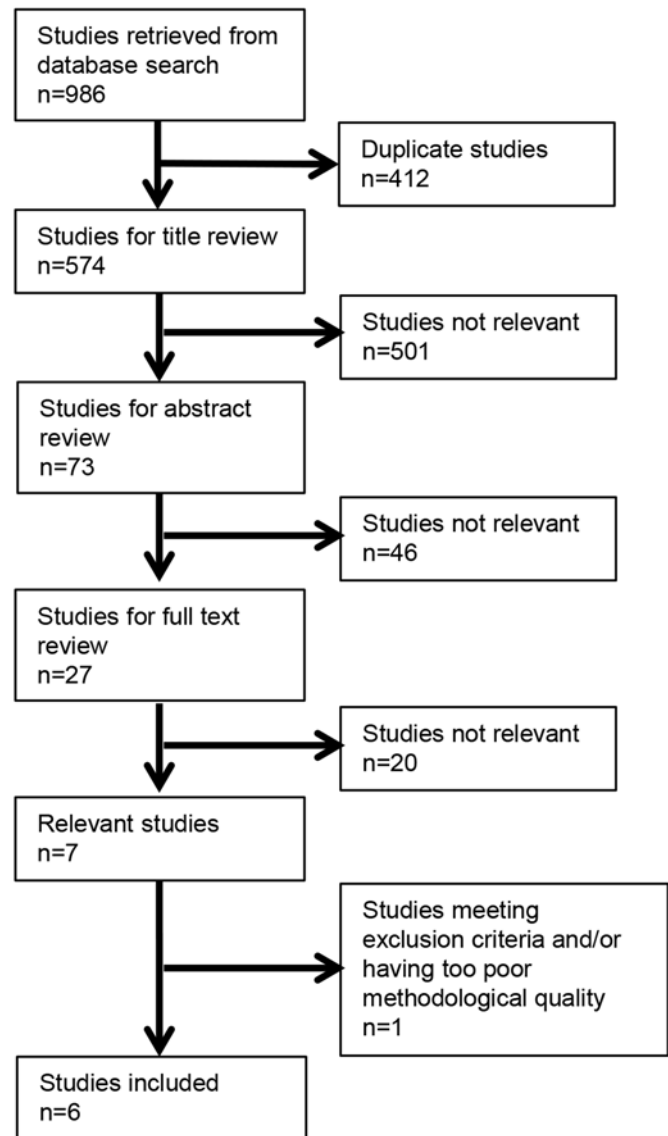 Studies retrieved from
database search
n=986
Duplicate studies
n=412
Studies for title review
n=574
Studies not relevant
n=501
Studies for abstract
review
n=73
Studies not relevant
n=46
Studies for full text
review
n=27
Studies not relevant
n=20
Relevant studies
n=7
Studies meeting
exclusion criteria and/or
having too poor
methodological quality
n=1
Studies included
n=6